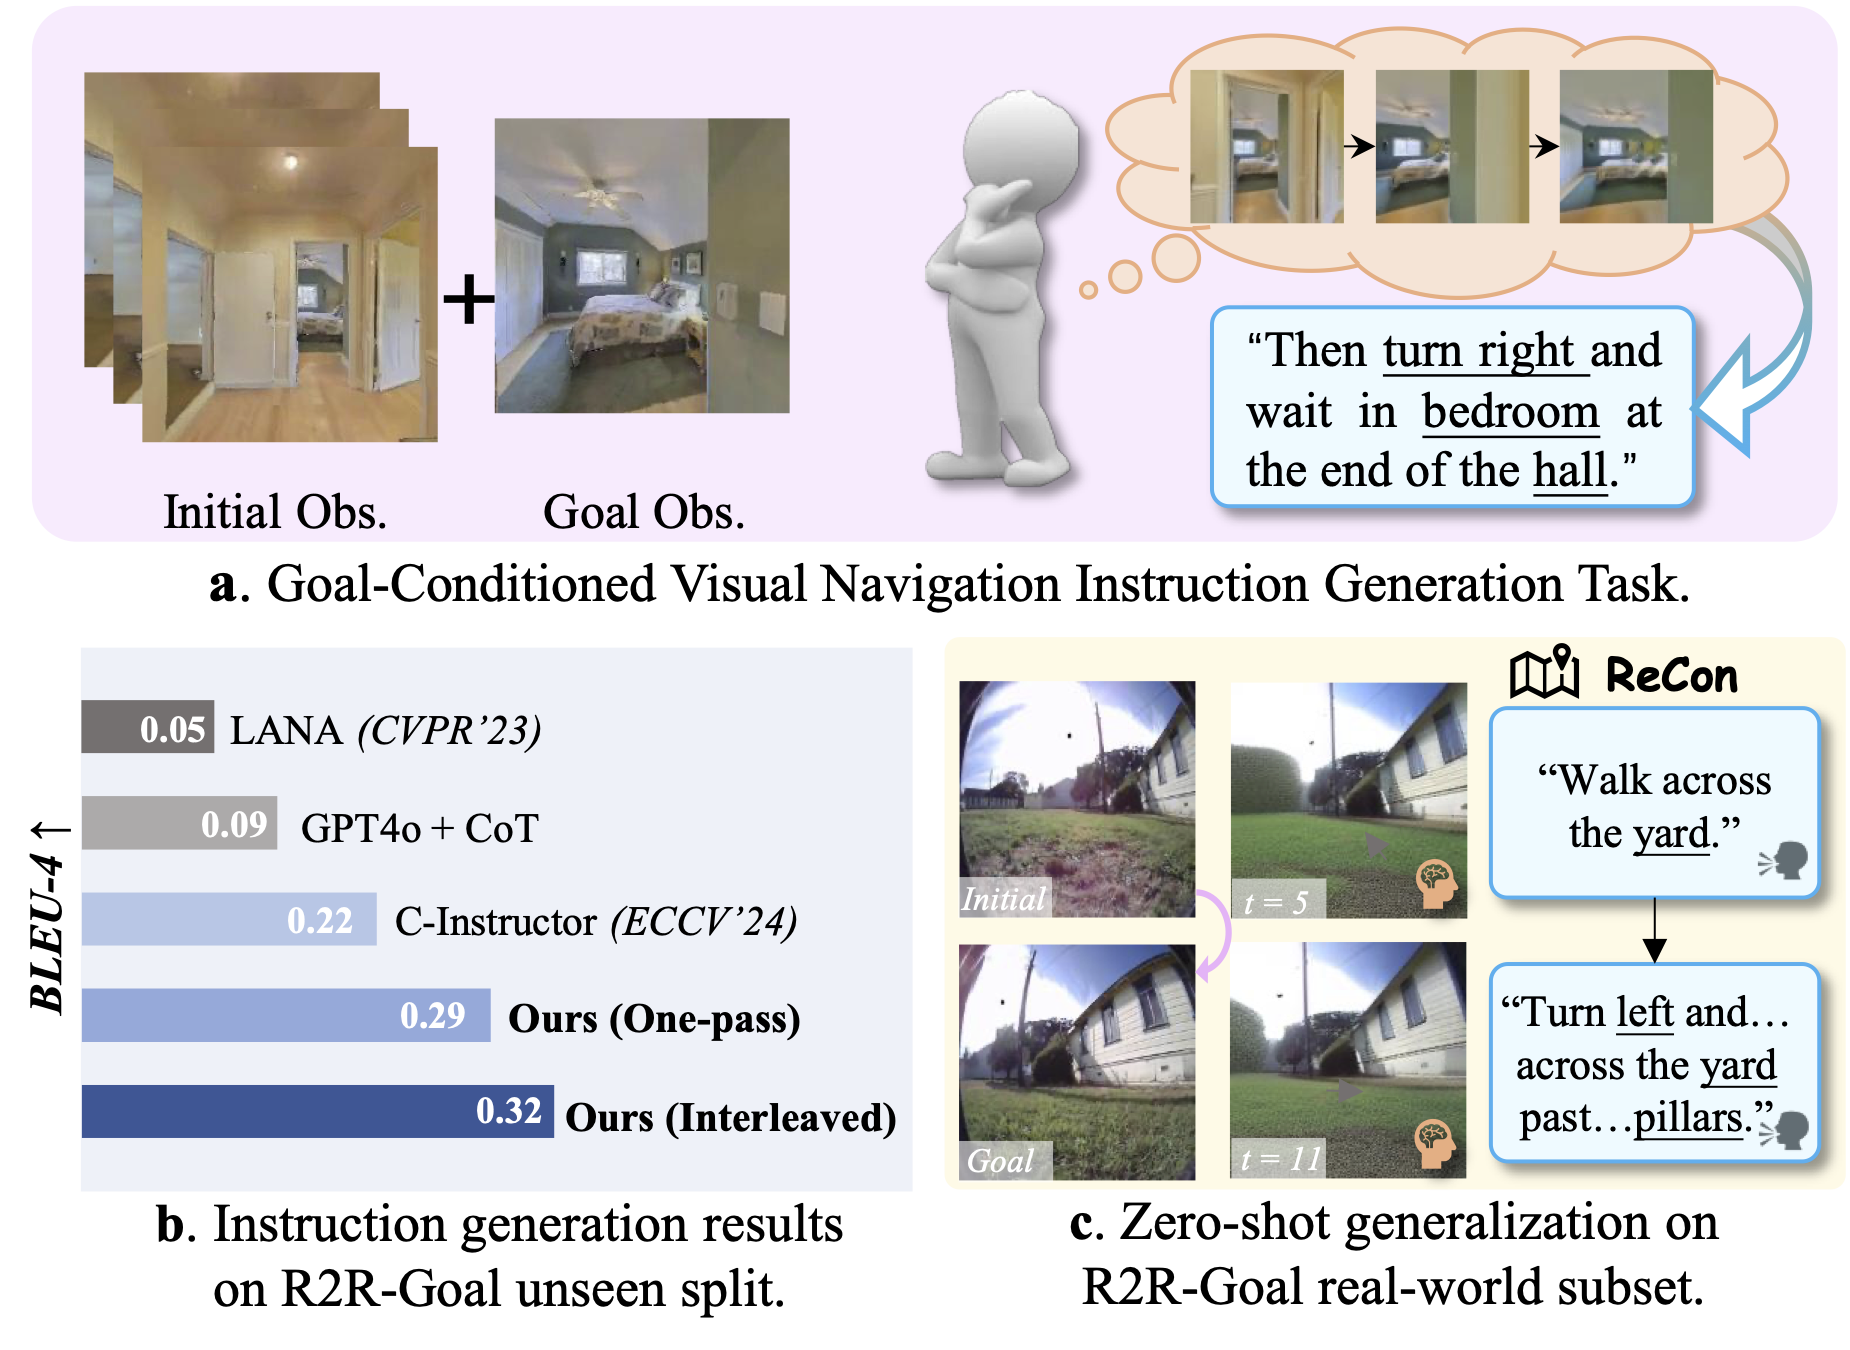 “Then turn right and
wait in bedroom at
the end of the hall.”
Initial Obs.
Goal Obs.
a. Goal-Conditioned Visual Navigation Instruction Generation Task.
BLEU-4 ↑
0.05 LANA (CVPR’23)
0.09 GPT4o + CoT
0.22 C-Instructor (ECCV’24)
0.29 Ours (One-pass)
0.32 Ours (Interleaved)
b. Instruction generation results
on R2R-Goal unseen split.
Initial
t = 5
Goal
t = 11
ReCon
“Walk across
the yard.”
“Turn left and…
across the yard
past…pillars.”
c. Zero-shot generalization on
R2R-Goal real-world subset.